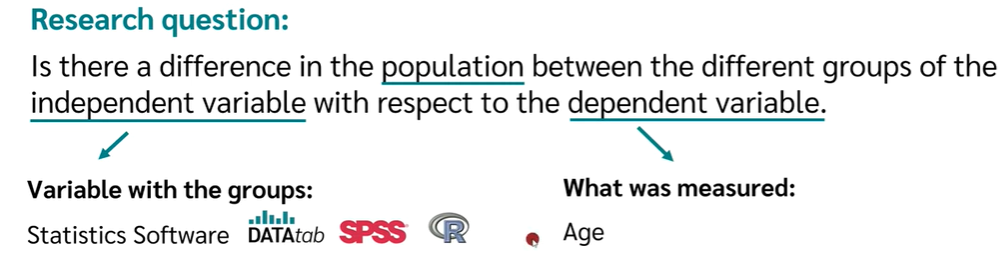 Research question:
Is there a difference in the population between the different groups of the
independent variable with respect to the dependent variable.
Variable with the groups:
What was measured:
Statistics Software DATAtab SPSS R
Age